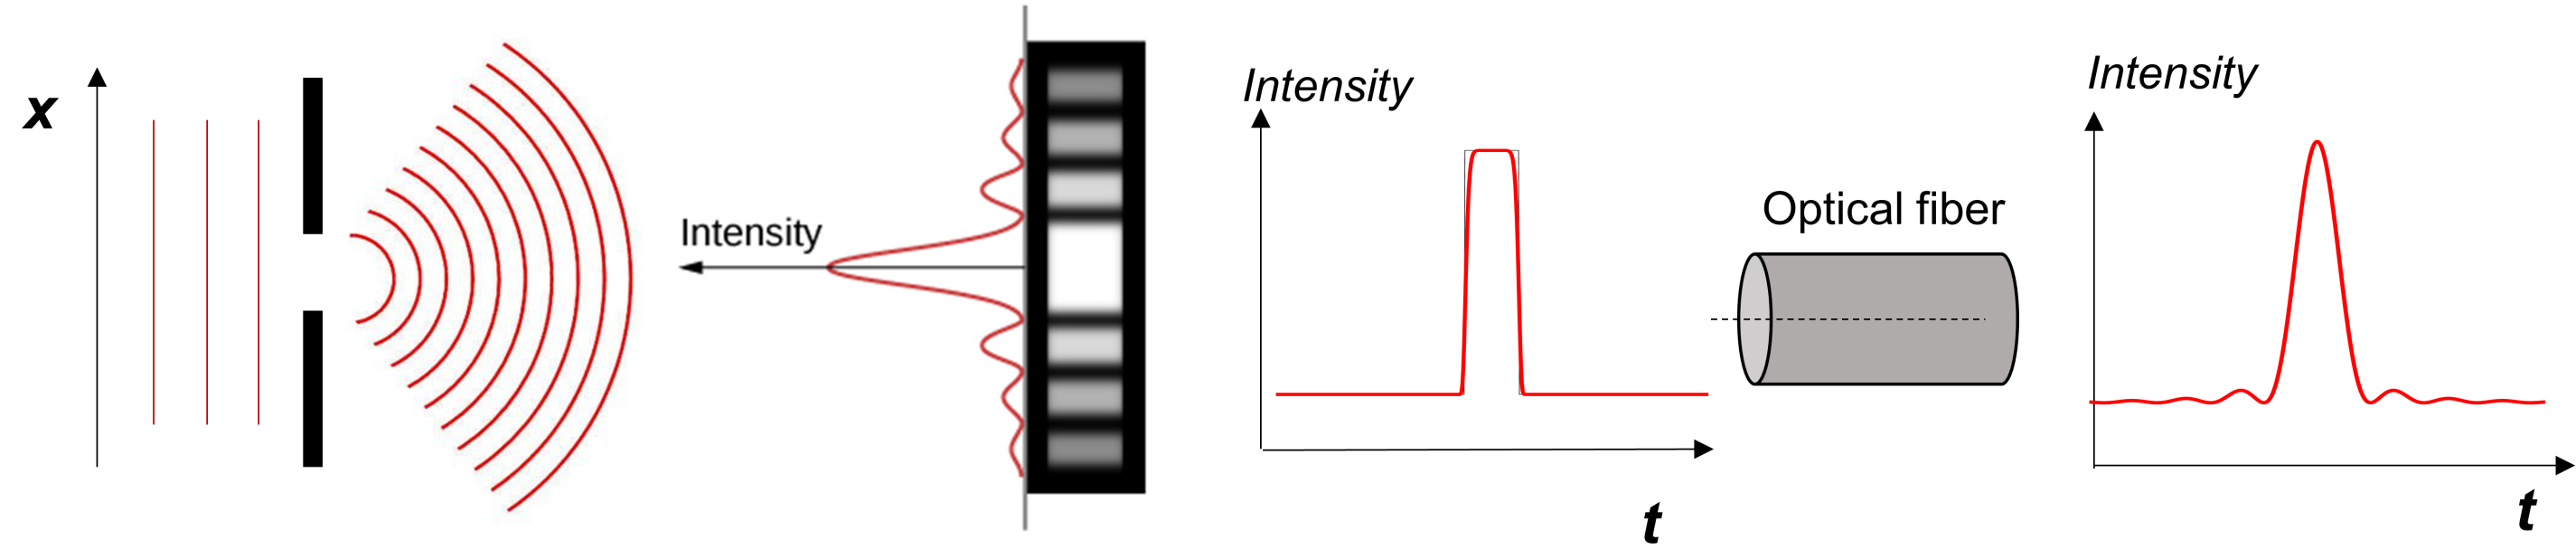 x
Intensity
Intensity
t
Optical fiber
Intensity
t